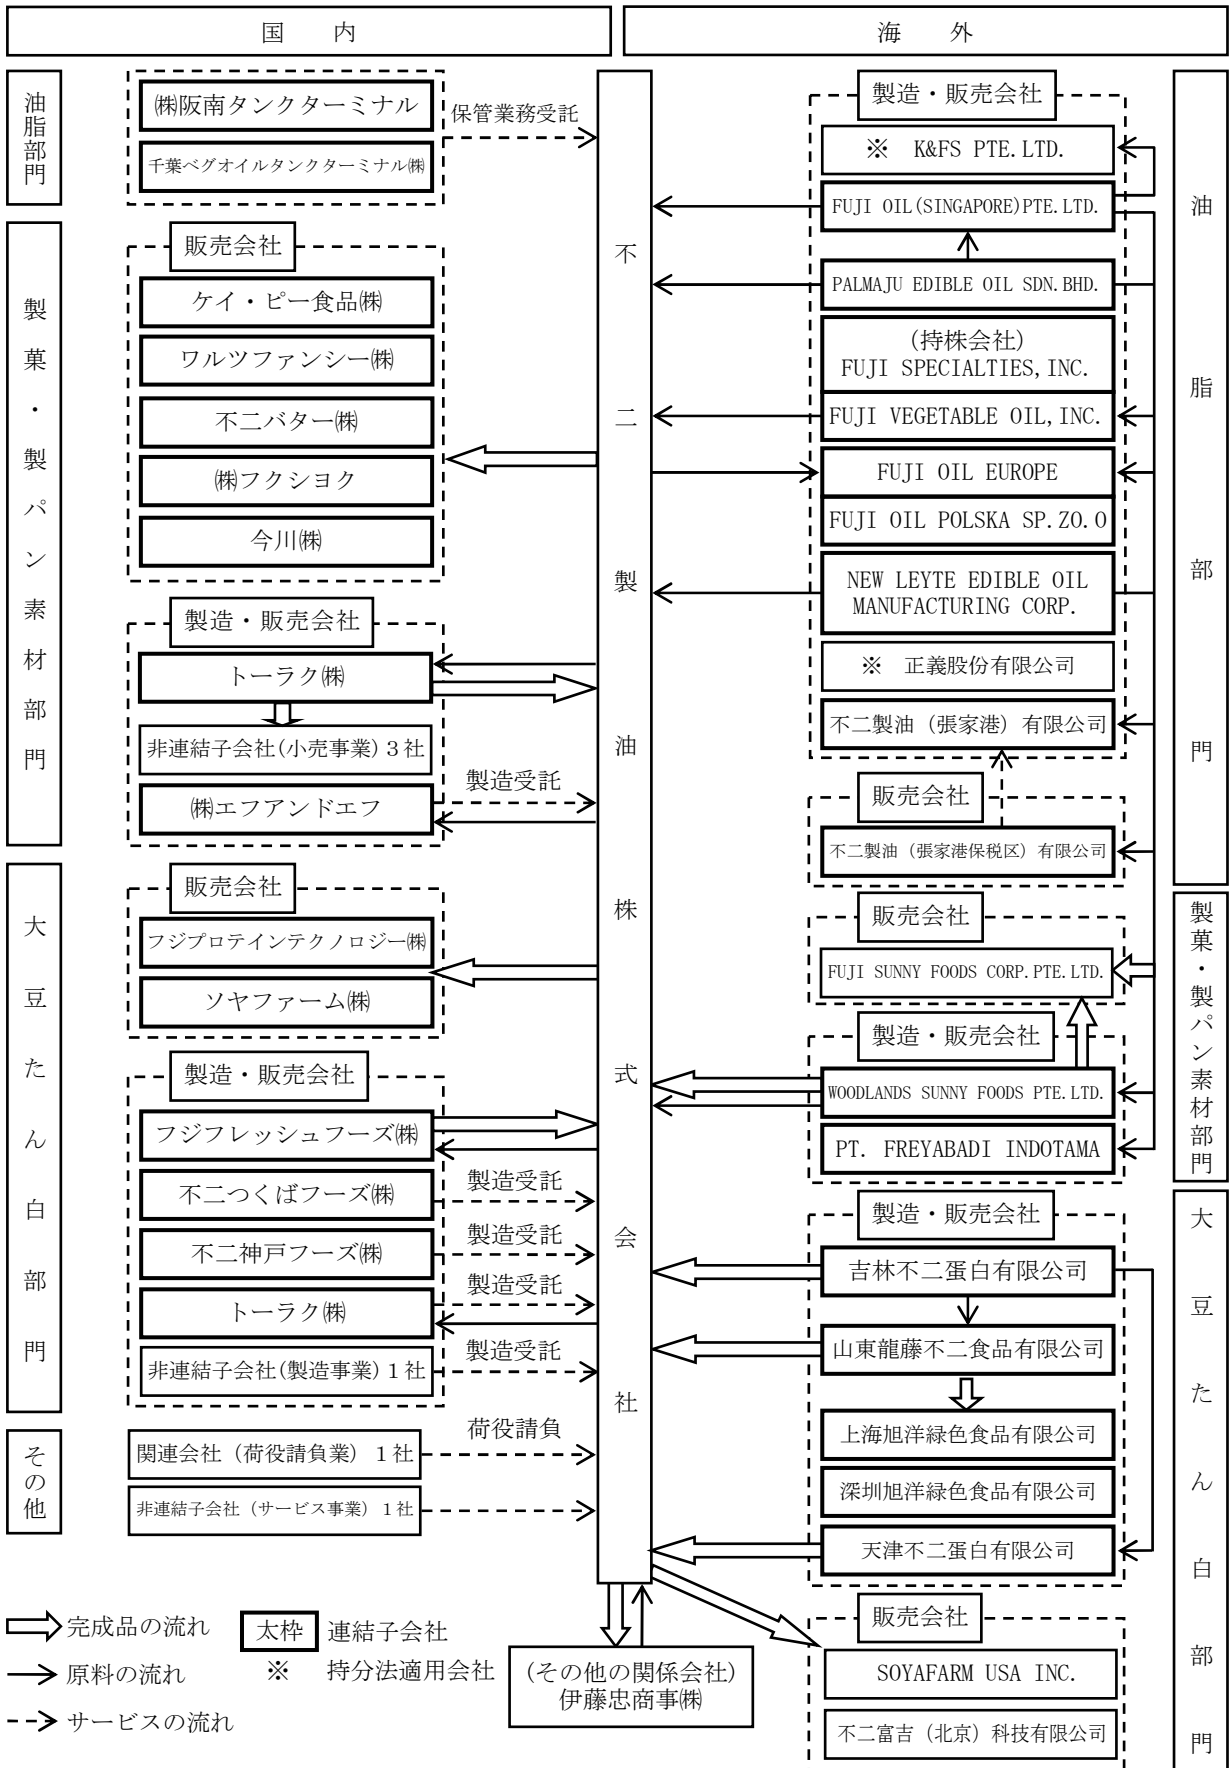 国　内
海　外
油脂部門
㈱阪南タンクターミナル
千葉ベグオイルタンクターミナル㈱
保管業務受託
製菓・製パン素材部門
販売会社
ケイ・ピー食品㈱
ワルツファンシー㈱
不二バター㈱
㈱フクシヨク
今川㈱
製造・販売会社
トーラク㈱
非連結子会社(小売事業)３社
㈱エフアンドエフ
製造受託
大豆たん白部門
販売会社
フジプロテインテクノロジー㈱
ソヤファーム㈱
製造・販売会社
フジフレッシュフーズ㈱
不二つくばフーズ㈱
製造受託
不二神戸フーズ㈱
製造受託
トーラク㈱
製造受託
非連結子会社(製造事業)１社
製造受託
その他
関連会社（荷役請負業）１社
荷役請負
非連結子会社（サービス事業）１社
不二製油株式会社
油脂部門
製造・販売会社
※　K&FS PTE.LTD.
FUJI OIL(SINGAPORE)PTE.LTD.
PALMAJU EDIBLE OIL SDN.BHD.
(持株会社)
FUJI SPECIALTIES,INC.
FUJI VEGETABLE OIL,INC.
FUJI OIL EUROPE
FUJI OIL POLSKA SP.ZO.O
NEW LEYTE EDIBLE OIL
MANUFACTURING CORP.
※　正義股份有限公司
不二製油（張家港）有限公司
販売会社
不二製油（張家港保税区）有限公司
製菓・製パン素材部門
販売会社
FUJI SUNNY FOODS CORP.PTE.LTD.
製造・販売会社
WOODLANDS SUNNY FOODS PTE.LTD.
PT. FREYABADI INDOTAMA
大豆たん白部門
製造・販売会社
吉林不二蛋白有限公司
山東龍藤不二食品有限公司
上海旭洋緑色食品有限公司
深圳旭洋緑色食品有限公司
天津不二蛋白有限公司
販売会社
SOYAFARM USA INC.
不二富吉（北京）科技有限公司
(その他の関係会社)
伊藤忠商事㈱
完成品の流れ
原料の流れ
サービスの流れ
太枠　連結子会社
※　持分法適用会社